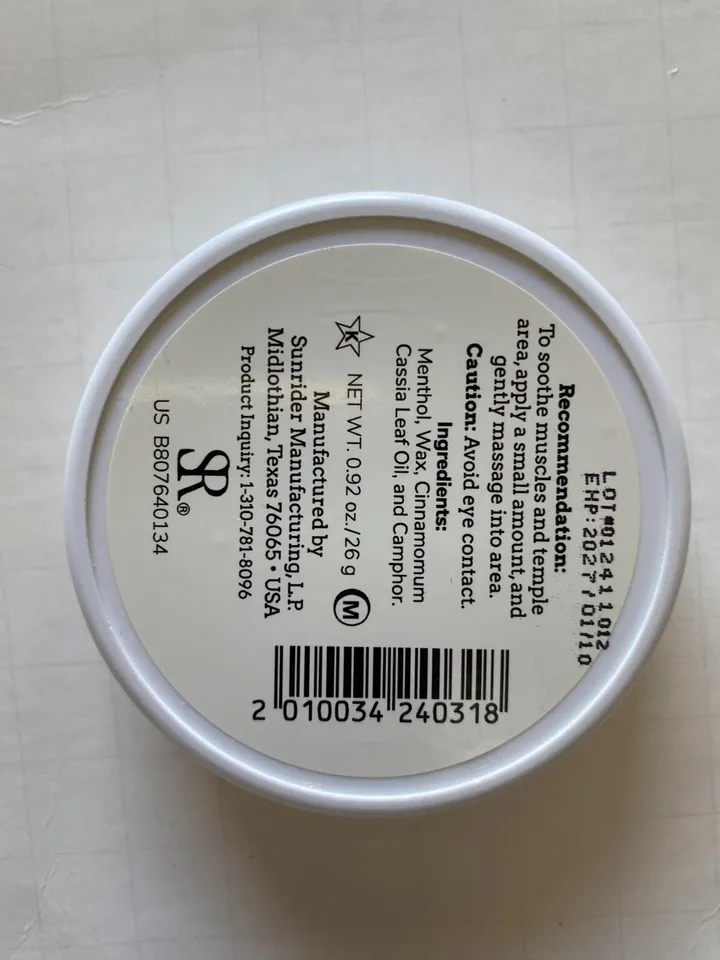 LOT#012411012
EXP:2027/01/10
Recommendation:
To soothe muscles and temple
area, apply a small amount, and
gently massage into area.
Caution: Avoid eye contact.
Ingredients:
Menthol, Wax, Cinnamomum
Cassia Leaf Oil, and Camphor.
K NET WT. 0.92 oz./26 g M
Manufactured by
Sunrider Manufacturing, L.P.
Midlothian, Texas 76065 • USA
Product Inquiry: 1-310-781-8096
SR®
US B807640134
2 010034 240318